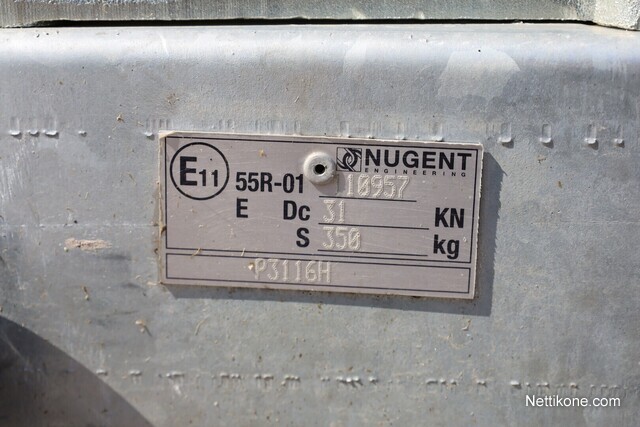 E11
NUGENT
ENGINEERING
55R-01 10957
E Dc 31 KN
S 350 kg
P3116H
Nettikone.com